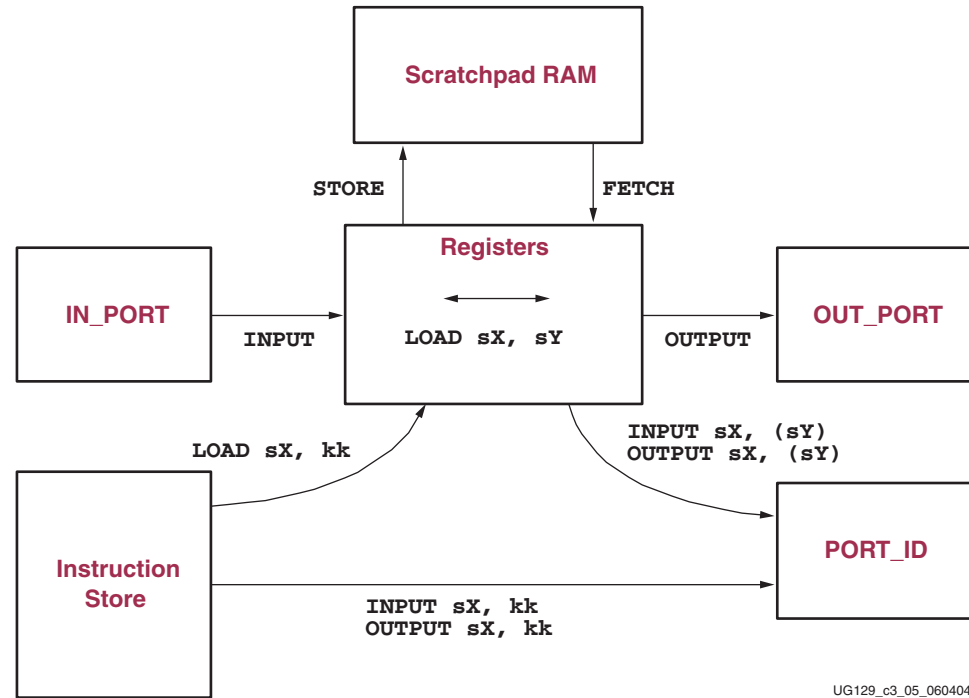 Scratchpad RAM
STORE
FETCH
Registers
IN_PORT
OUT_PORT
INPUT
LOAD sX, sY
OUTPUT
LOAD sX, kk
INPUT sX, (sY)
OUTPUT sX, (sY)
PORT_ID
Instruction
Store
INPUT sX, kk
OUTPUT sX, kk
UG129_c3_05_060404